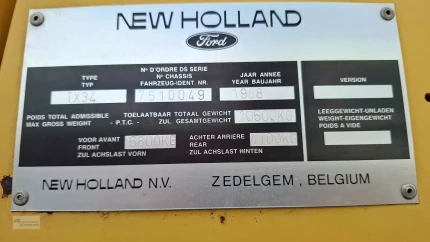 NEW HOLLAND
Ford
N° D'ORDRE DS SERIE
TYPE N° CHASSIS JAAR ANNEE
TYP FAHRZEUG-IDENT. NR. YEAR BAUJAHR VERSION
TX34 7510049
POIDS TOTAL ADMISSIBLE TOELAATBAAR TOTAAL GEWICHT LEEGGEWICHT-UNLADEN
MAX GROSS WEIGHT - P.T.C. - ZUL. GESAMTGEWICHT WEIGHT-EIGENGEWICHT
POIDS A VIDE
VOOR AVANT ACHTER ARRIERE
FRONT 6800KG REAR
ZUL ACHSLAST VORN ZUL ACHSLAST HINTEN
NEW HOLLAND N.V. ZEDELGEM, BELGIUM